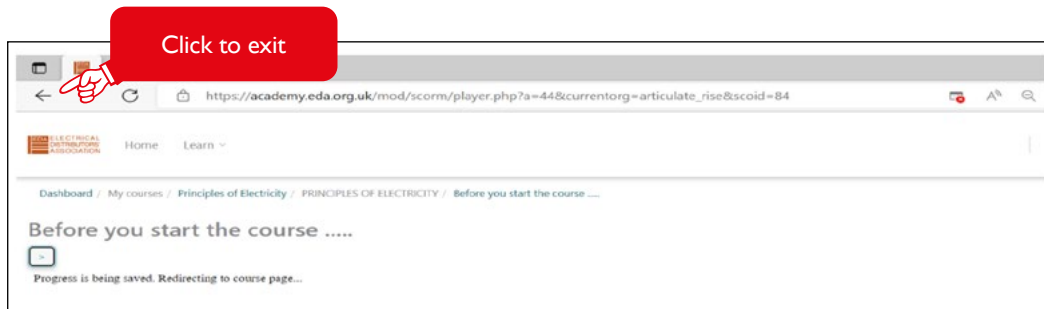 Click to exit
https://academy.eda.org.uk/mod/scorm/player.php?a=44&currentorg=articulate_rise&scoid=84
A
EDA ELECTRICAL
DISTRIBUTORS'
ASSOCIATION
Home Learn
Dashboard / My courses / Principles of Electricity / PRINCIPLES OF ELECTRICITY / Before you start the course .....
Before you start the course .....
>
Progress is being saved. Redirecting to course page...